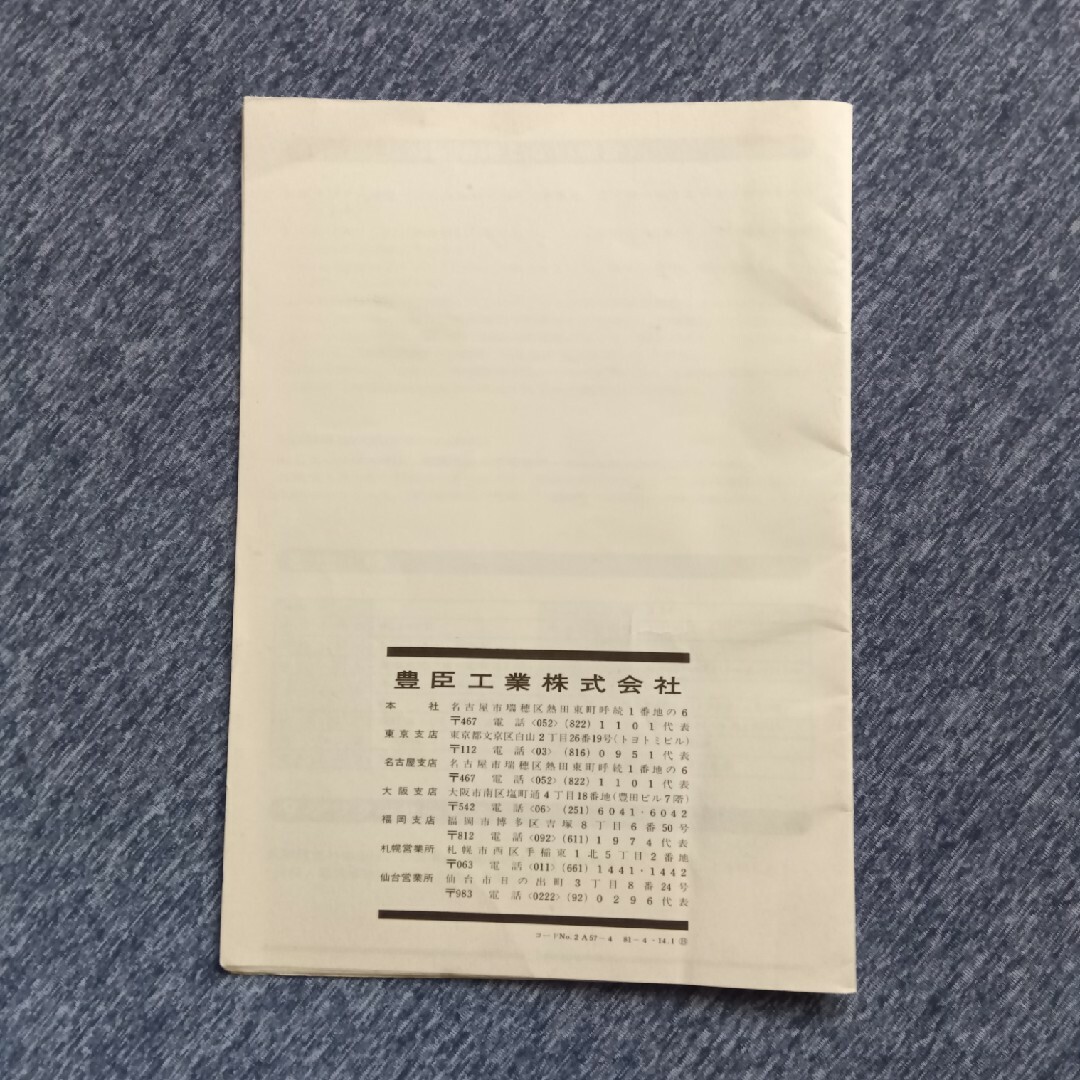 豊臣工業株式会社
本社 名古屋市瑞穂区熱田東町呼続1番地の6
〒467 電話〈052〉(822)1101代表
東京支店 東京都文京区白山2丁目26番19号(トヨトミビル)
〒112 電話〈03〉(816)0951代表
名古屋支店 名古屋市瑞穂区熱田東町呼続1番地の6
〒467 電話〈052〉(822)1101代表
大阪支店 大阪市南区塩町通4丁目18番地(豊田ビル7階)
〒542 電話〈06〉(251)6041・6042
福岡支店 福岡市博多区吉塚8丁目6番50号
〒812 電話〈092〉(611)1974代表
札幌営業所 札幌市西区手稲東1北5丁目2番地
〒063 電話〈011〉(661)1441・1442
仙台営業所 仙台市日の出町3丁目8番24号
〒983 電話〈0222〉(92)0296代表
コードNo.2A57-4 81-4・14.1